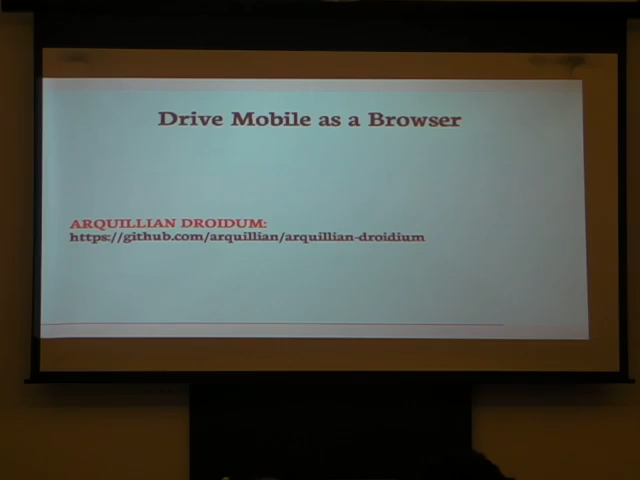 Drive Mobile as a Browser
ARQUILLIAN DROIDUM:
https://github.com/arquillian/arquillian-droidium